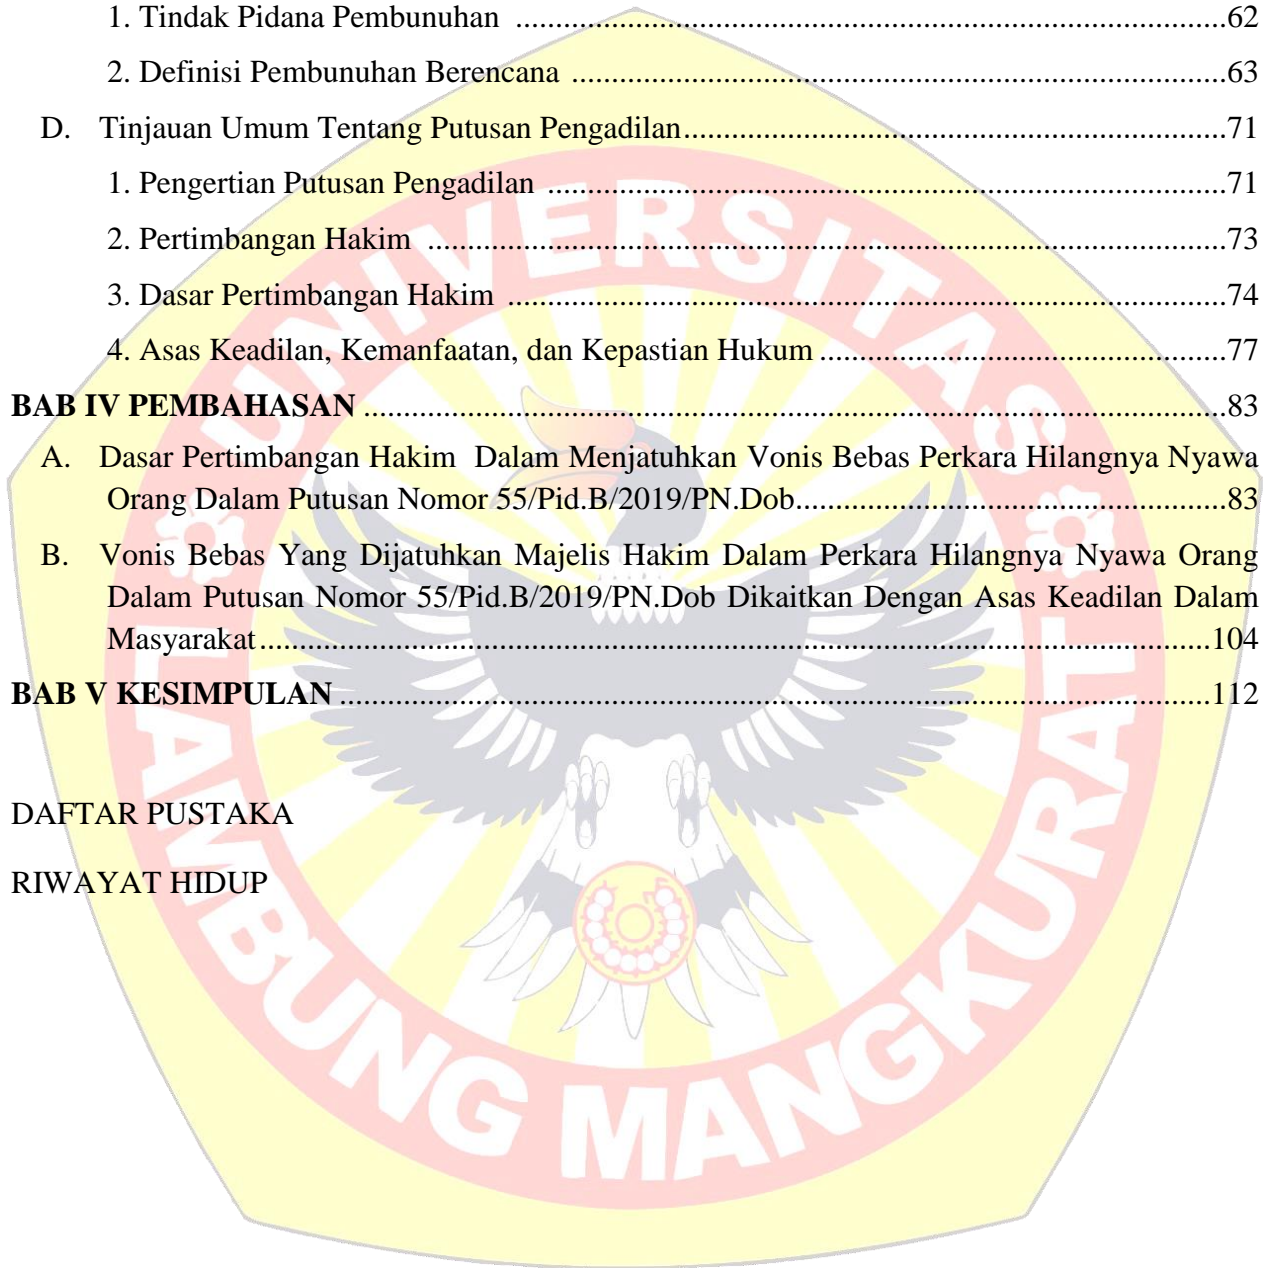 1. Tindak Pidana Pembunuhan ....................................................................................62
2. Definisi Pembunuhan Berencana .............................................................................63
D. Tinjauan Umum Tentang Putusan Pengadilan................................................................71
1. Pengertian Putusan Pengadilan ................................................................................71
2. Pertimbangan Hakim ..............................................................................................73
3. Dasar Pertimbangan Hakim .....................................................................................74
4. Asas Keadilan, Kemanfaatan, dan Kepastian Hukum ................................................77
BAB IV PEMBAHASAN .....................................................................................................83
A. Dasar Pertimbangan Hakim Dalam Menjatuhkan Vonis Bebas Perkara Hilangnya Nyawa
Orang Dalam Putusan Nomor 55/Pid.B/2019/PN.Dob...................................................83
B. Vonis Bebas Yang Dijatuhkan Majelis Hakim Dalam Perkara Hilangnya Nyawa Orang
Dalam Putusan Nomor 55/Pid.B/2019/PN.Dob Dikaitkan Dengan Asas Keadilan Dalam
Masyarakat ................................................................................................................104
BAB V KESIMPULAN .......................................................................................................112
DAFTAR PUSTAKA
RIWAYAT HIDUP
UNIVERSITAS
LAMBUNG MANGKURAT